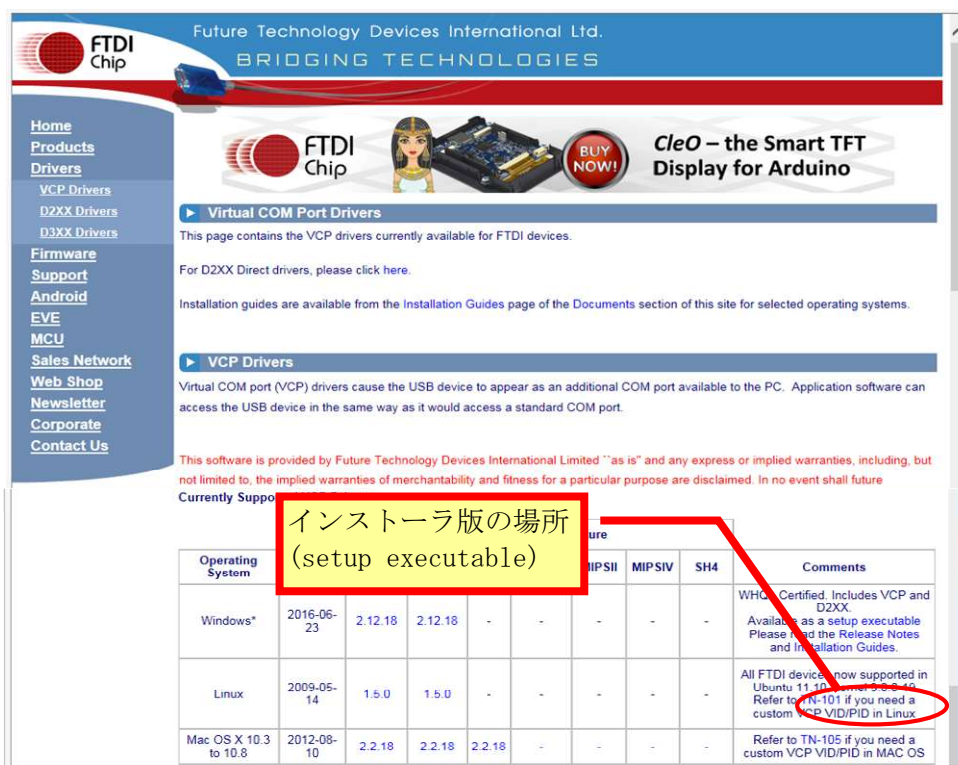 FTDI
Chip
Future Technology Devices International Ltd.
BRIDGING TECHNOLOGIES
Home
Products
Drivers
VCP Drivers
D2XX Drivers
D3XX Drivers
Firmware
Support
Android
EVE
MCU
Sales Network
Web Shop
Newsletter
Corporate
Contact Us
FTDI
Chip
BUY
NOW!
CleO – the Smart TFT
Display for Arduino
Virtual COM Port Drivers
This page contains the VCP drivers currently available for FTDI devices.
For D2XX Direct drivers, please click here.
Installation guides are available from the Installation Guides page of the Documents section of this site for selected operating systems.
VCP Drivers
Virtual COM port (VCP) drivers cause the USB device to appear as an additional COM port available to the PC. Application software can
access the USB device in the same way as it would access a standard COM port.
This software is provided by Future Technology Devices International Limited ``as is'' and any express or implied warranties, including, but
not limited to, the implied warranties of merchantability and fitness for a particular purpose are disclaimed. In no event shall future
Currently
インストーラ版の場所
(setup executable)
Operating
System
MIPSIV
SH4
Comments
Windows*
2016-06-
23
2.12.18
2.12.18
-
-
-
-
-
Certified. Includes VCP and
D2XX.
Available as a setup executable
Please read the Release Notes
and Installation Guides.
Linux
2009-05-
14
1.5.0
1.5.0
-
-
-
-
-
All FTDI devices now supported in
Ubuntu 11.10,
Refer to TN-101 if you need a
custom VCP VID/PID in Linux
Mac OS X 10.3
to 10.8
2012-08-
10
2.2.18
2.2.18
2.2.18
-
-
-
-
Refer to TN-105 if you need a
custom VCP VID/PID in MAC OS